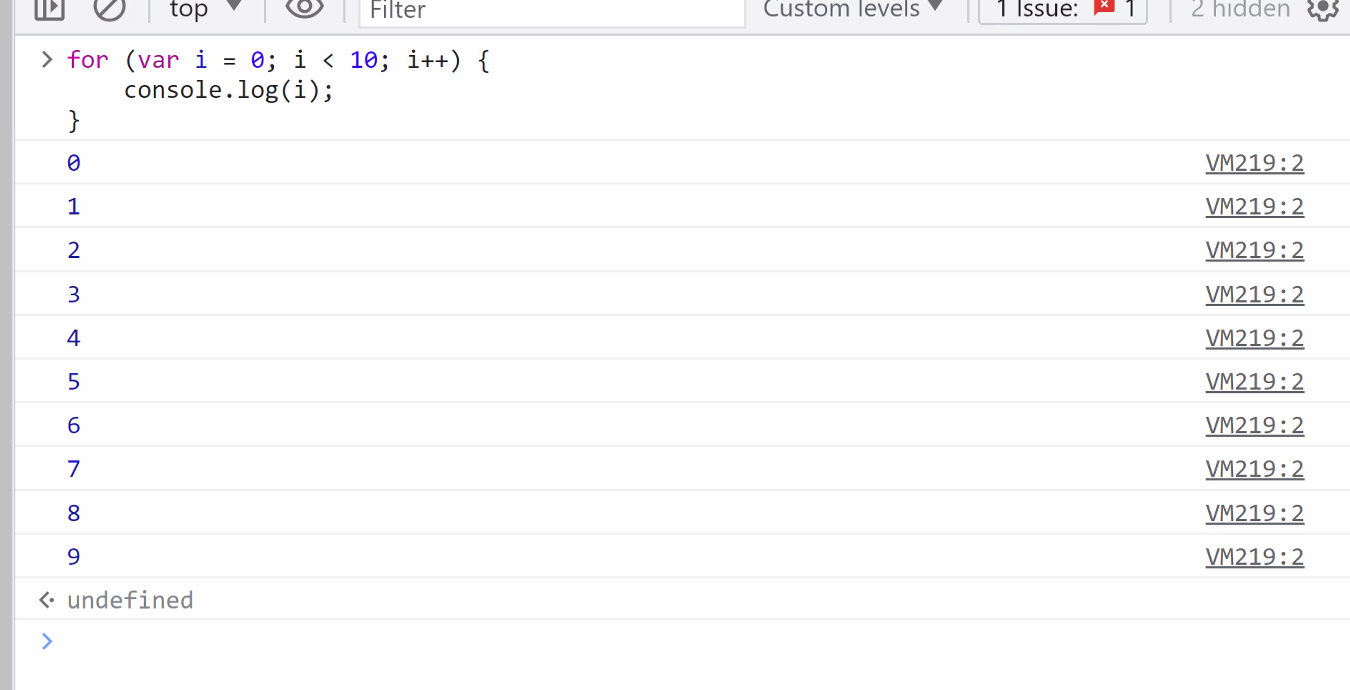 top Filter Custom levels 1 Issue: 1 2 hidden
for (var i = 0; i < 10; i++) {
    console.log(i);
}
0 VM219:2
1 VM219:2
2 VM219:2
3 VM219:2
4 VM219:2
5 VM219:2
6 VM219:2
7 VM219:2
8 VM219:2
9 VM219:2
undefined